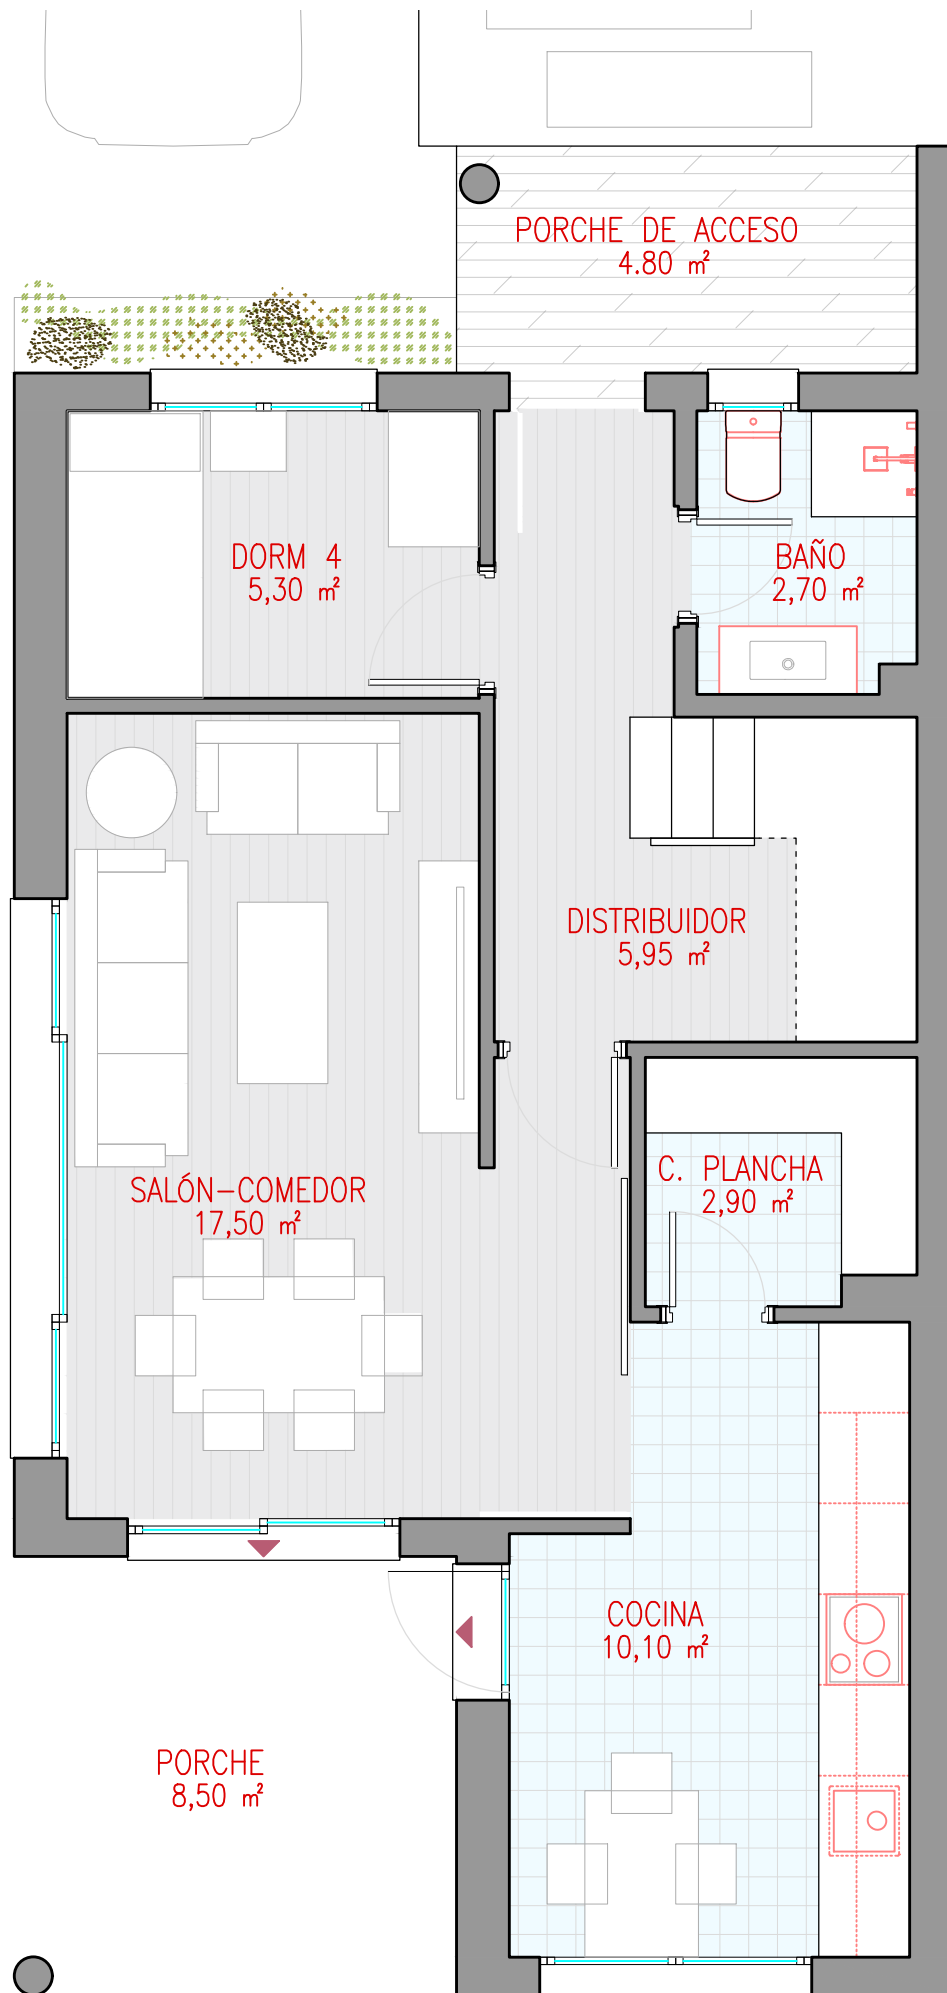 PORCHE DE ACCESO
4.80 m²
DORM 4
5,30 m²
BAÑO
2,70 m²
DISTRIBUIDOR
5,95 m²
C. PLANCHA
2,90 m²
SALÓN-COMEDOR
17,50 m²
COCINA
10,10 m²
PORCHE
8,50 m²